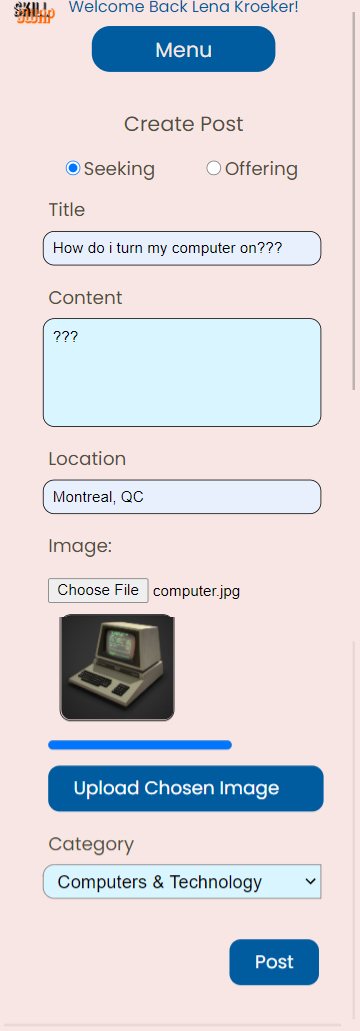 SKILL
Welcome Back Lena Kroeker!
Menu
Create Post
Seeking
Offering
Title
How do i turn my computer on???
Content
???
Location
Montreal, QC
Image:
Choose File computer.jpg
Upload Chosen Image
Category
Computers & Technology
Post